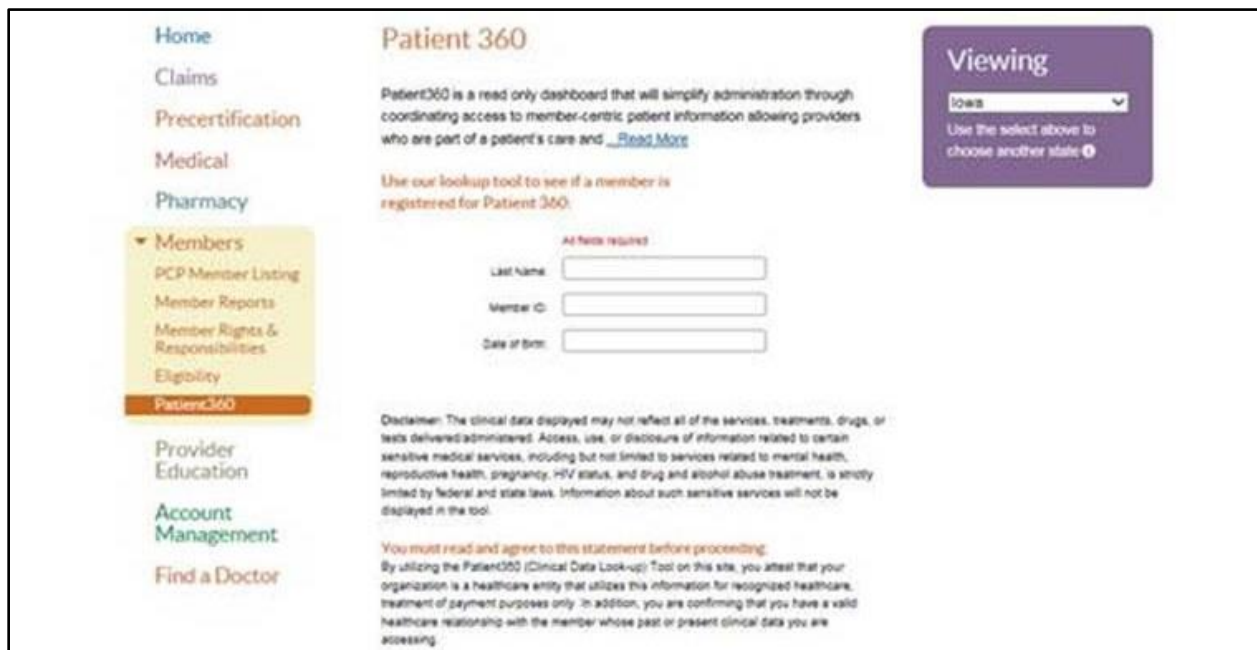 Home
Claims
Precertification
Medical
Pharmacy
Members
PCP Member Listing
Member Reports
Member Rights &
Responsibilities
Eligibility
Patient360
Provider
Education
Account
Management
Find a Doctor
Patient 360
Patient360 is a read only dashboard that will simplify administration through
coordinating access to member-centric patient information allowing providers
who are part of a patient's care and ...Read More
Use our lookup tool to see if a member is
registered for Patient 360:
All fields required
Last Name:
Member ID:
Date of Birth:
Disclaimer: The clinical data displayed may not reflect all of the services, treatments, drugs, or
tests delivered/administered. Access, use, or disclosure of information related to certain
sensitive medical services, including but not limited to services related to mental health,
reproductive health, pregnancy, HIV status, and drug and alcohol abuse treatment, is strictly
limited by federal and state laws. Information about such sensitive services will not be
displayed in the tool.
You must read and agree to this statement before proceeding:
By utilizing the Patient360 (Clinical Data Look-up) Tool on this site, you attest that your
organization is a healthcare entity that utilizes this information for recognized healthcare,
treatment of payment purposes only. In addition, you are confirming that you have a valid
healthcare relationship with the member whose past or present clinical data you are
accessing.
Viewing
Iowa
Use the select above to
choose another state